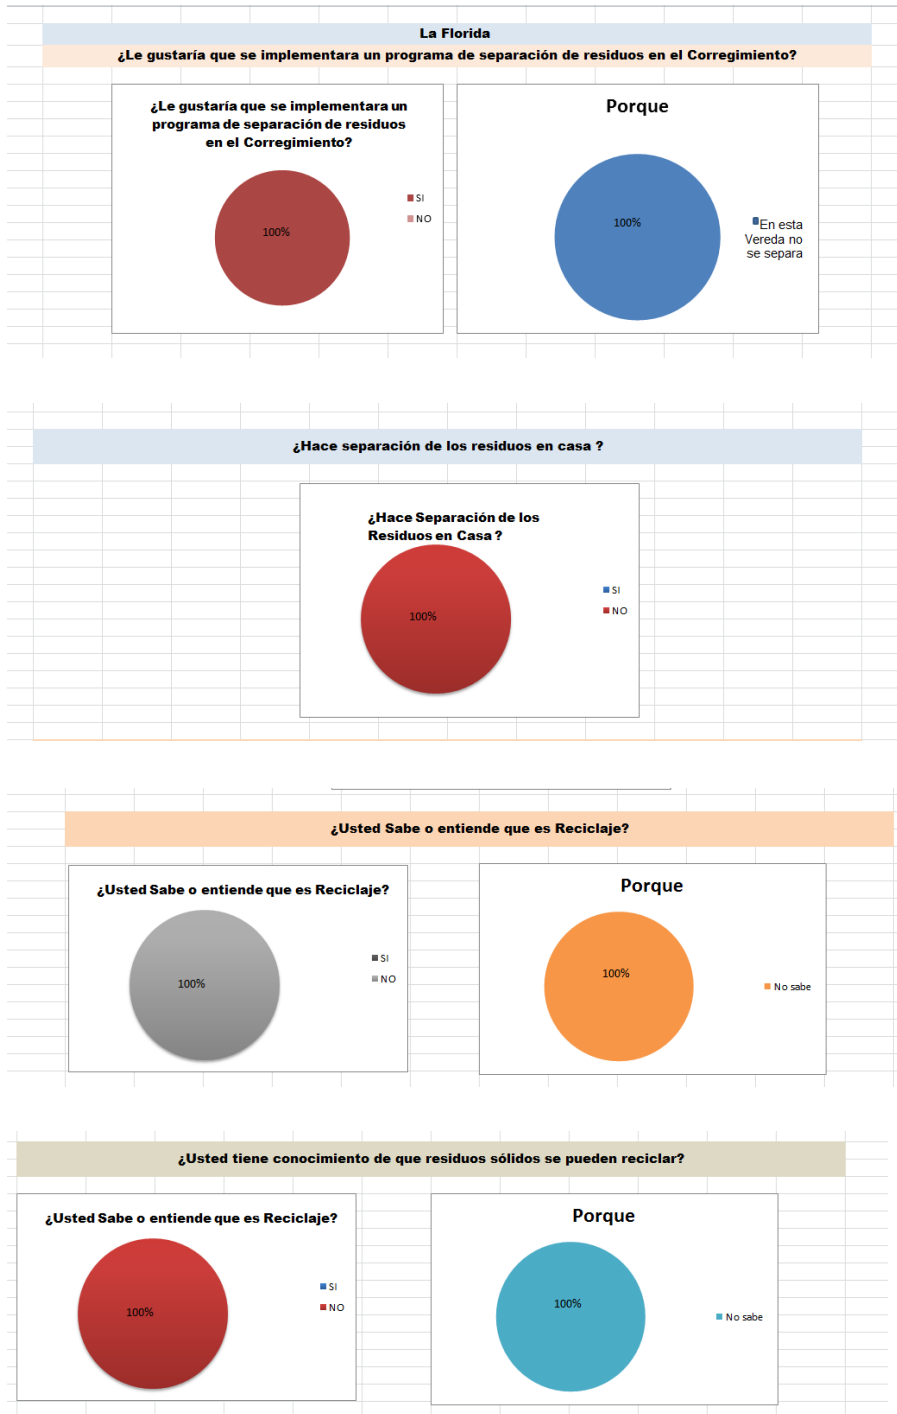 La Florida
¿Le gustaría que se implementara un programa de separación de residuos en el Corregimiento?
¿Le gustaría que se implementara un
programa de separación de residuos
en el Corregimiento?
100%
SI
NO
Porque
100%
En esta
Vereda no
se separa
¿Hace separación de los residuos en casa ?
¿Hace Separación de los
Residuos en Casa ?
100%
SI
NO
¿Usted Sabe o entiende que es Reciclaje?
¿Usted Sabe o entiende que es Reciclaje?
100%
SI
NO
Porque
100%
No sabe
¿Usted tiene conocimiento de que residuos sólidos se pueden reciclar?
¿Usted Sabe o entiende que es Reciclaje?
100%
SI
NO
Porque
100%
No sabe